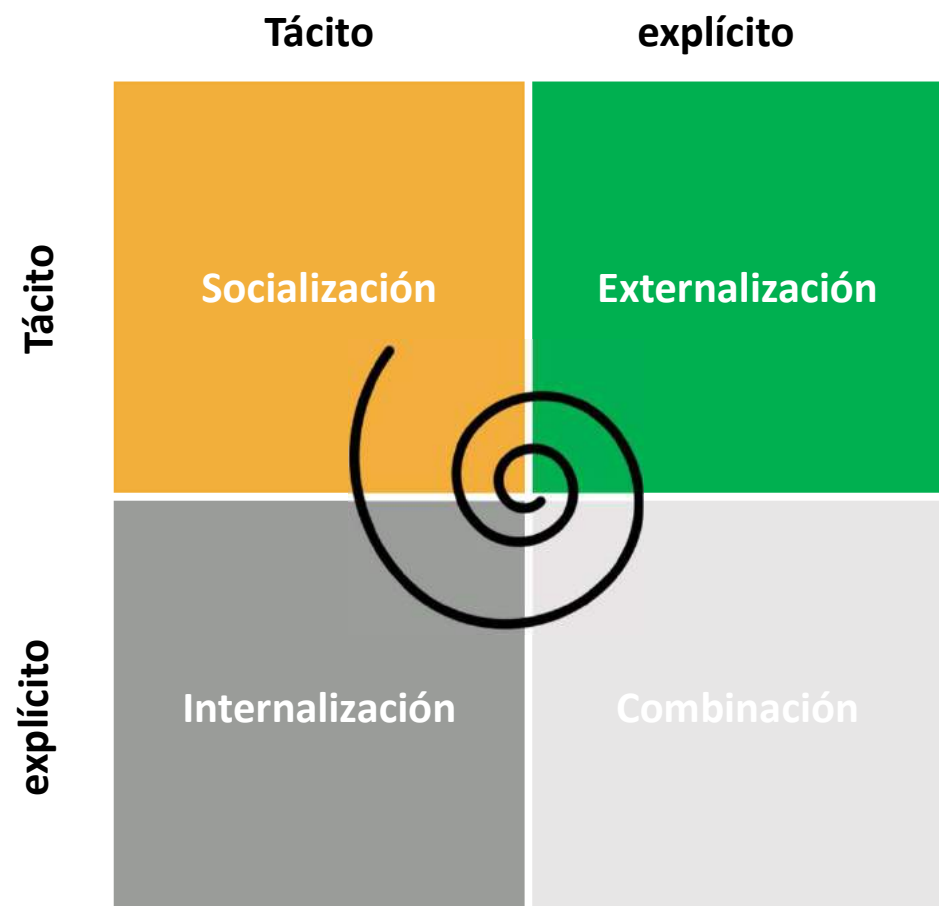 Tácito
explícito
Tácito
Socialización
Externalización
explícito
Internalización
Combinación